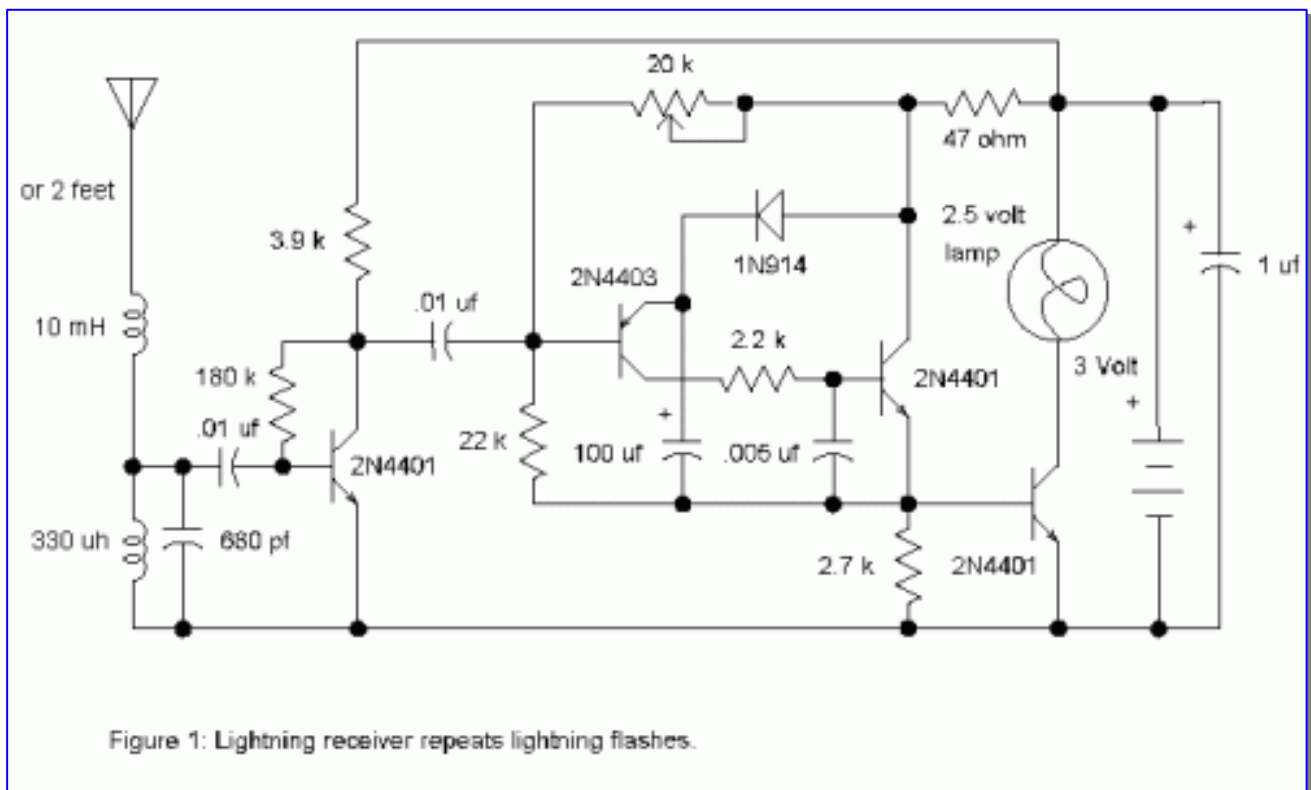 20 k
47 ohm
or 2 feet
3.9 k
2.5 volt
lamp
+
1N914
1 uf
2N4403
.01 uf
10 mH
2.2 k
3 Volt
180 k
2N4401
+
+
.01 uf
22 k
100 uf
.005 uf
2N4401
330 uh
680 pf
2.7 k
2N4401
Figure 1: Lightning receiver repeats lightning flashes.